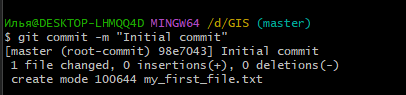 Илья@DESKTOP-LHMQQ4D MINGW64 /d/GIS (master)
$ git commit -m "Initial commit"
[master (root-commit) 98e7043] Initial commit
 1 file changed, 0 insertions(+), 0 deletions(-)
 create mode 100644 my_first_file.txt